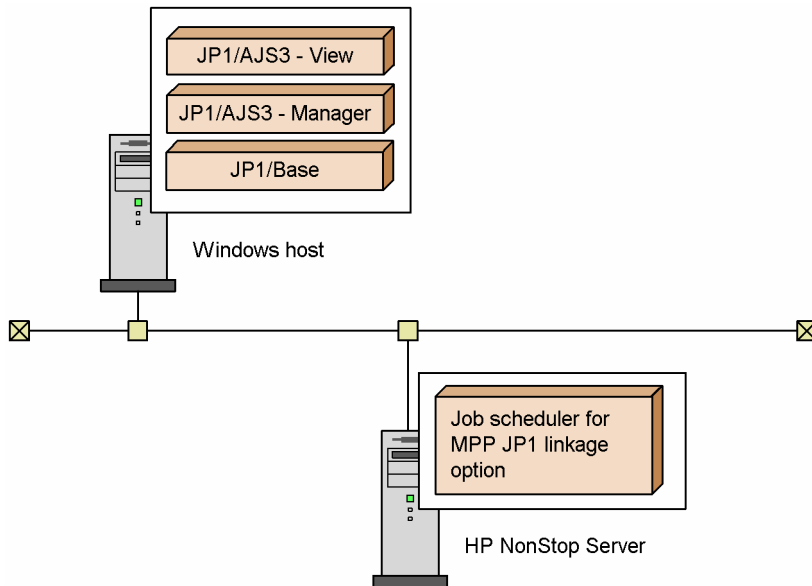 JP1/AJS3 - View
JP1/AJS3 - Manager
JP1/Base
Windows host
Job scheduler for
MPP JP1 linkage
option
HP NonStop Server